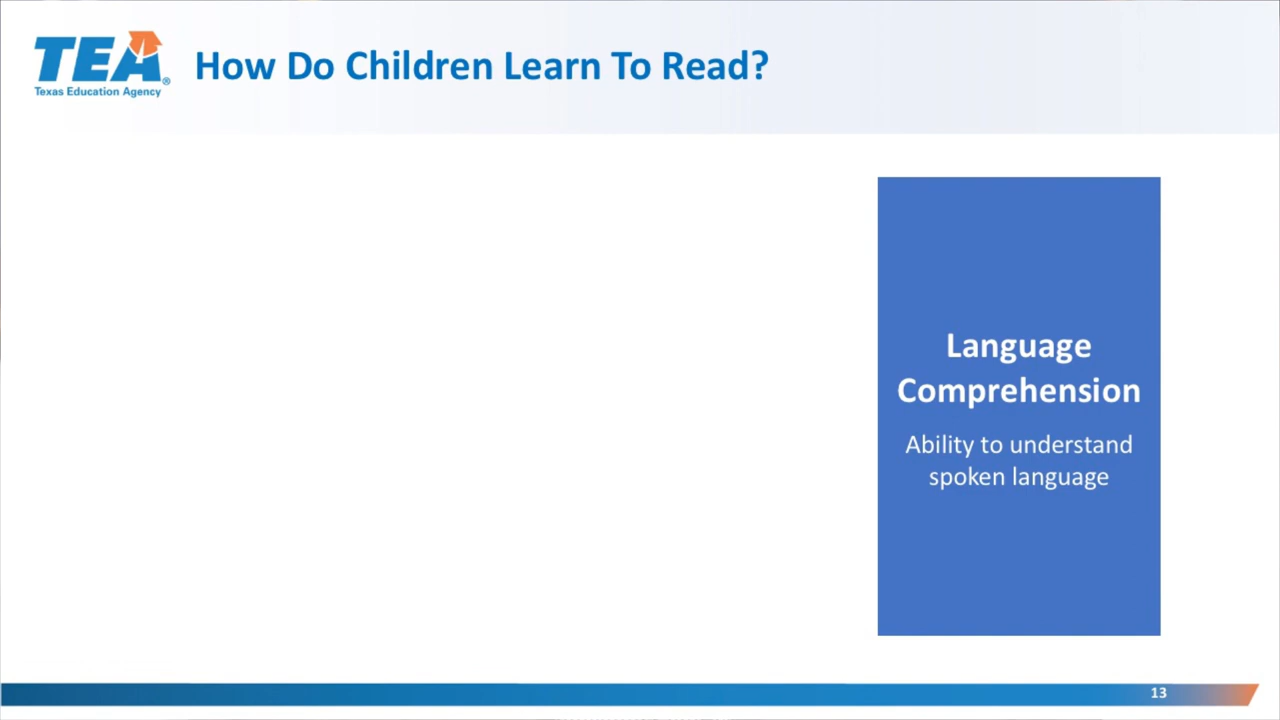 TEA®
Texas Education Agency
How Do Children Learn To Read?
Language
Comprehension
Ability to understand
spoken language
13